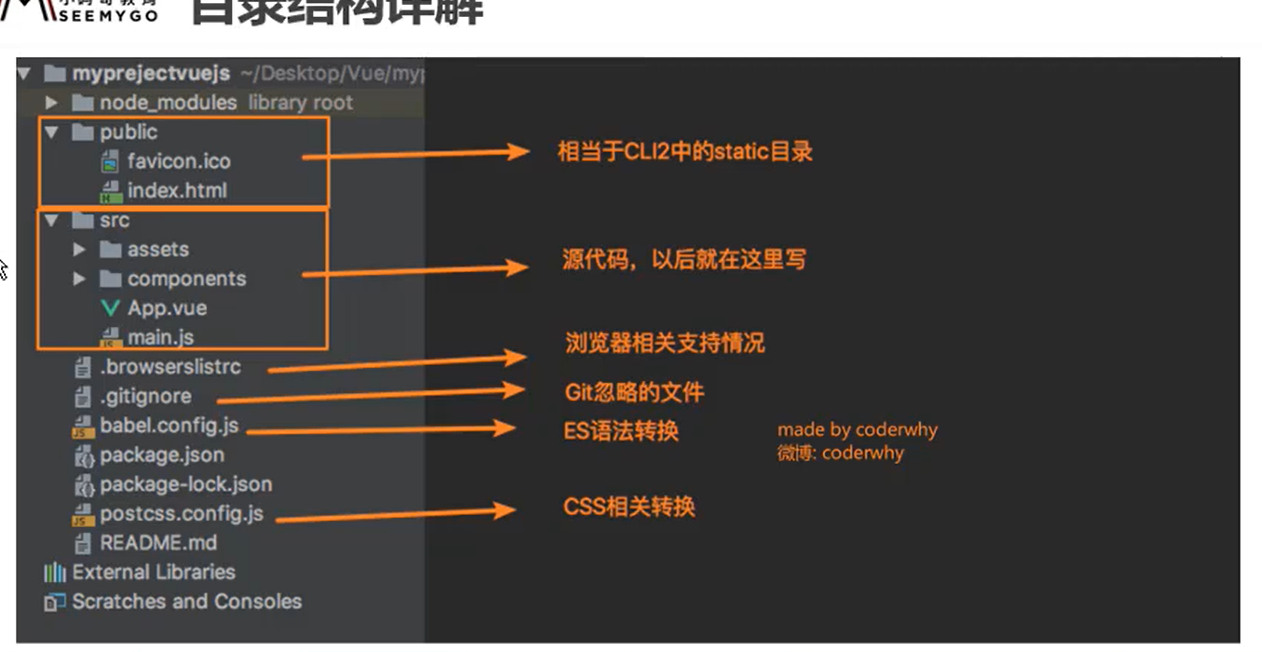 SEEMYGO
目录结构详解
myprejectvuejs ~/Desktop/Vue/myp
node_modules library root
public
favicon.ico
index.html
相当于CLI2中的static目录
src
assets
components
App.vue
main.js
源代码，以后就在这里写
.browserslistrc
浏览器相关支持情况
.gitignore
Git忽略的文件
babel.config.js
ES语法转换
made by coderwhy
微博: coderwhy
package.json
package-lock.json
postcss.config.js
CSS相关转换
README.md
External Libraries
Scratches and Consoles